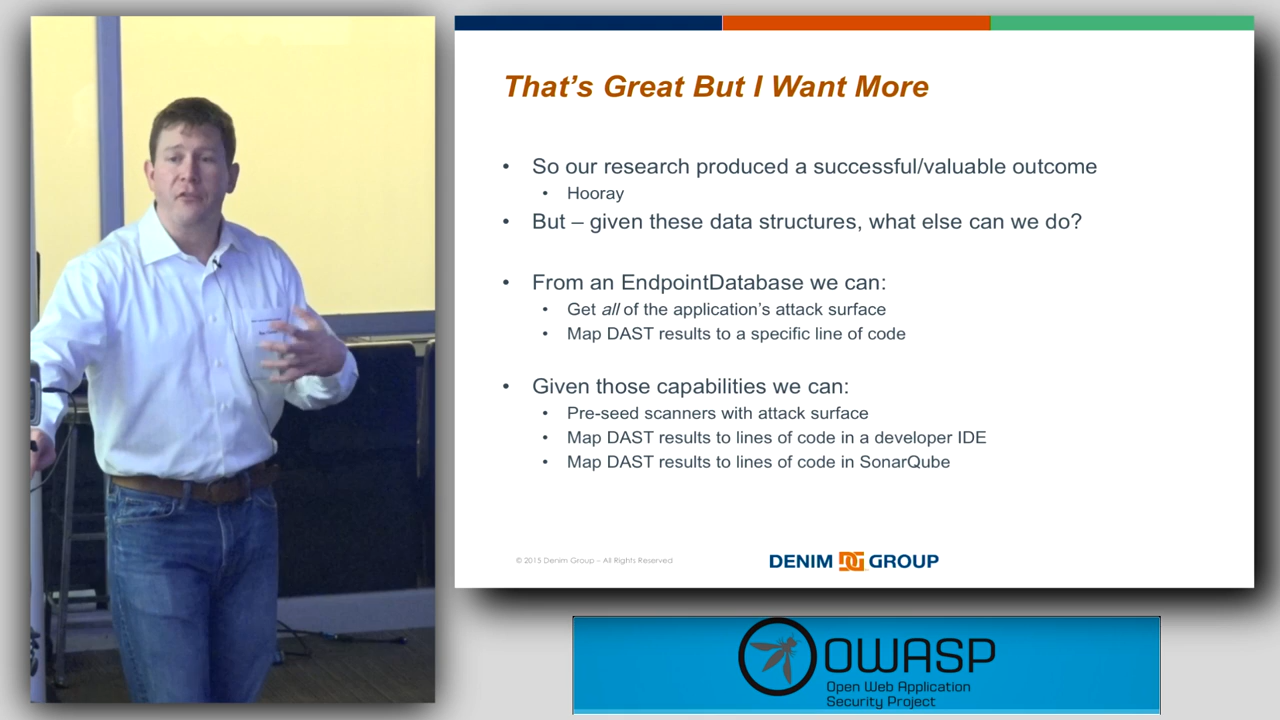 That's Great But I Want More
• So our research produced a successful/valuable outcome
• Hooray
• But – given these data structures, what else can we do?
• From an EndpointDatabase we can:
• Get all of the application's attack surface
• Map DAST results to a specific line of code
• Given those capabilities we can:
• Pre-seed scanners with attack surface
• Map DAST results to lines of code in a developer IDE
• Map DAST results to lines of code in SonarQube
© 2015 Denim Group – All Rights Reserved
DENIM DG GROUP
OWASP
Open Web Application
Security Project